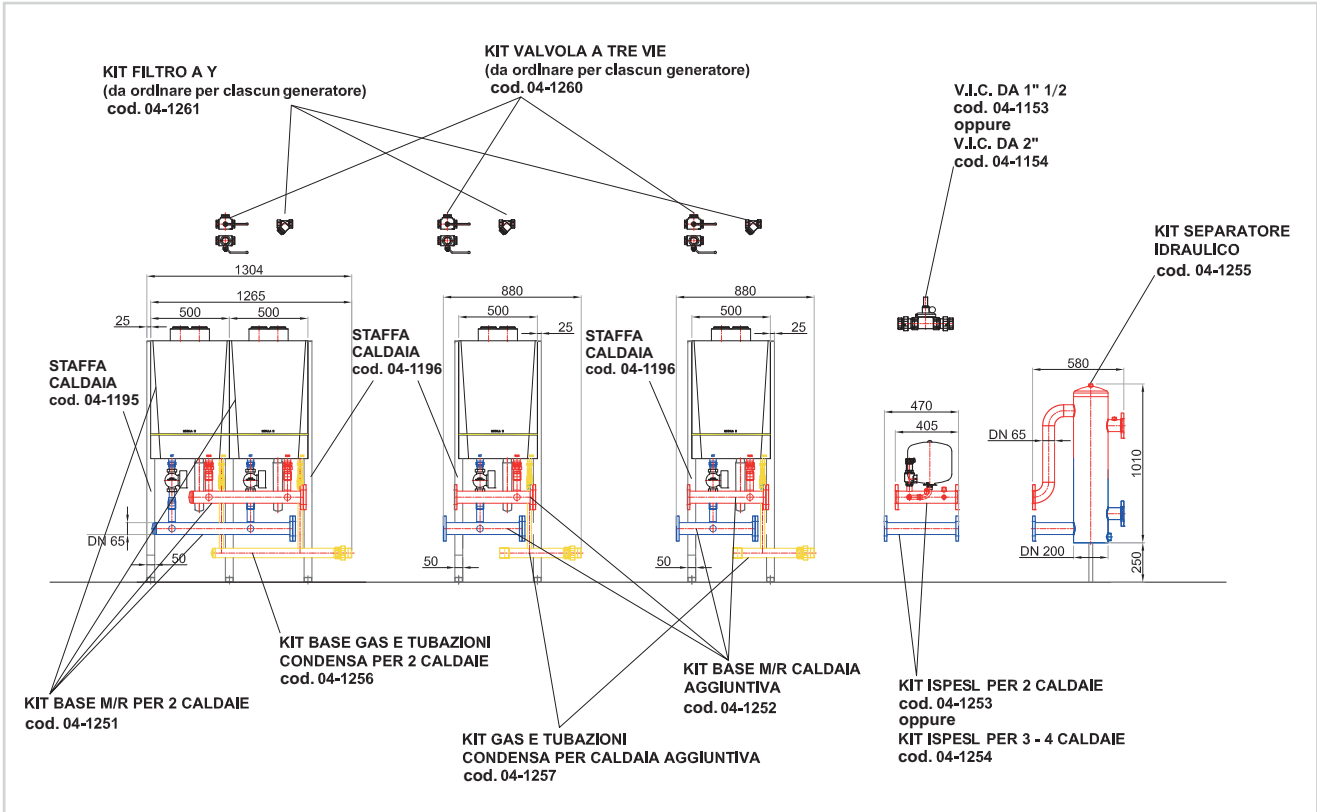 KIT FILTRO A Y
(da ordinare per clascun generatore)
cod. 04-1261
KIT VALVOLA A TRE VIE
(da ordinare per clascun generatore)
cod. 04-1260
V.I.C. DA 1" 1/2
cod. 04-1153
oppure
V.I.C. DA 2"
cod. 04-1154
KIT SEPARATORE
IDRAULICO
cod. 04-1255
1304
1265
500
500
25
880
500
25
880
500
25
STAFFA
CALDAIA
cod. 04-1195
STAFFA
CALDAIA
cod. 04-1196
STAFFA
CALDAIA
cod. 04-1196
470
405
580
DN 65
1010
DN 200
250
DN 65
50
50
50
KIT BASE GAS E TUBAZIONI
CONDENSA PER 2 CALDAIE
cod. 04-1256
KIT BASE M/R PER 2 CALDAIE
cod. 04-1251
KIT BASE M/R CALDAIA
AGGIUNTIVA
cod. 04-1252
KIT GAS E TUBAZIONI
CONDENSA PER CALDAIA AGGIUNTIVA
cod. 04-1257
KIT ISPESL PER 2 CALDAIE
cod. 04-1253
oppure
KIT ISPESL PER 3 - 4 CALDAIE
cod. 04-1254